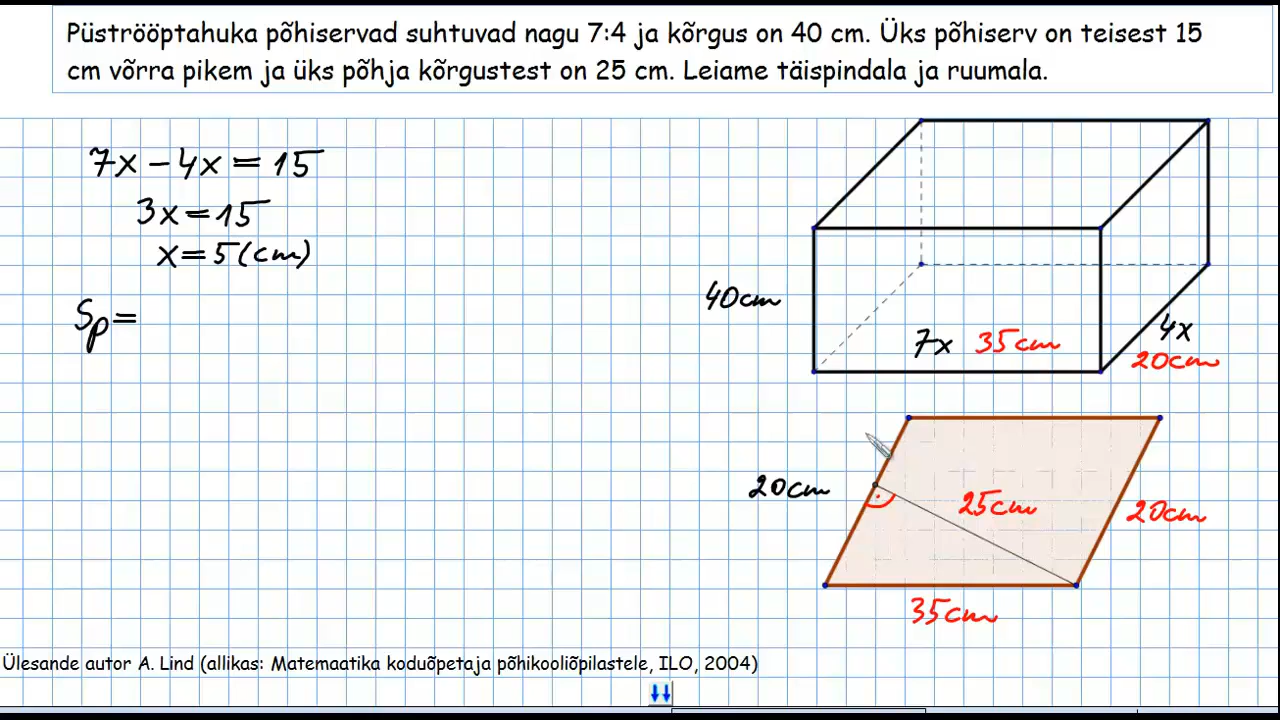 Püströöptahuka põhiservad suhtuvad nagu 7:4 ja kõrgus on 40 cm. Üks põhiserv on teisest 15
cm võrra pikem ja üks põhja kõrgustest on 25 cm. Leiame täispindala ja ruumala.
7x - 4x = 15
3x = 15
x = 5 (cm)
Sp =
40cm
7x 35cm
4x
20cm
20cm
25cm
20cm
35cm
Ülesande autor A. Lind (allikas: Matemaatika koduõpetaja põhikooliõpilastele, ILO, 2004)